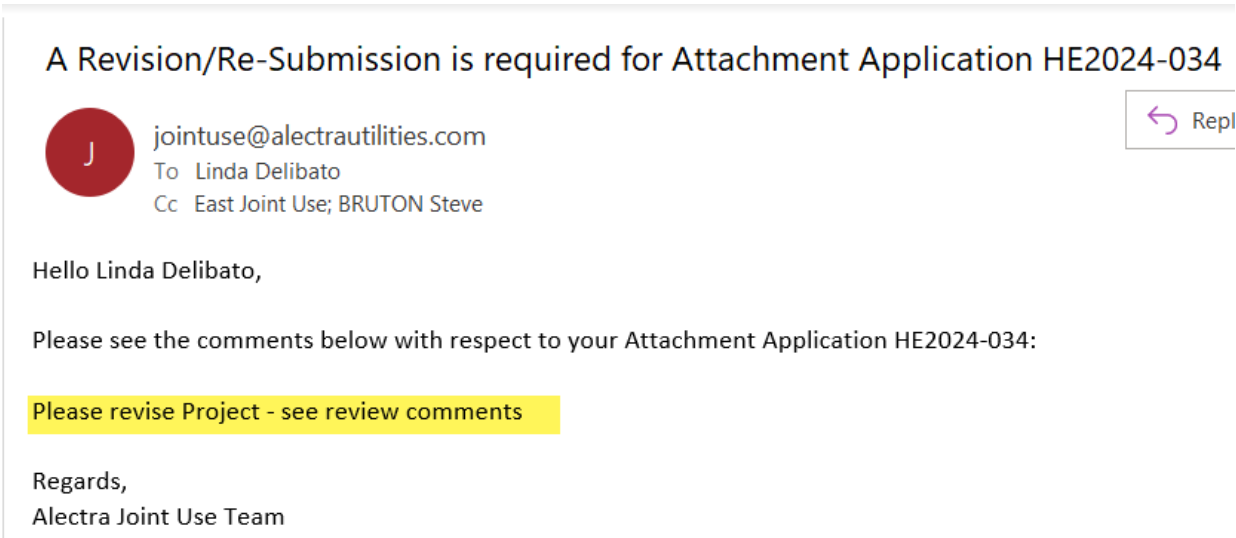 A Revision/Re-Submission is required for Attachment Application HE2024-034
J
jointuse@alectrautilities.com
To Linda Delibato
Cc East Joint Use; BRUTON Steve
Hello Linda Delibato,
Please see the comments below with respect to your Attachment Application HE2024-034:
Please revise Project - see review comments
Regards,
Alectra Joint Use Team